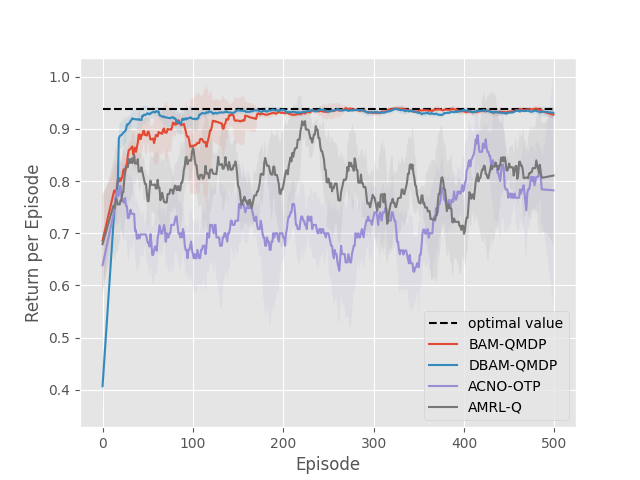 1.0
0.9
0.8
0.7
0.6
0.5
0.4
Return per Episode
optimal value
BAM-QMDP
DBAM-QMDP
ACNO-OTP
AMRL-Q
0 100 200 300 400 500
Episode